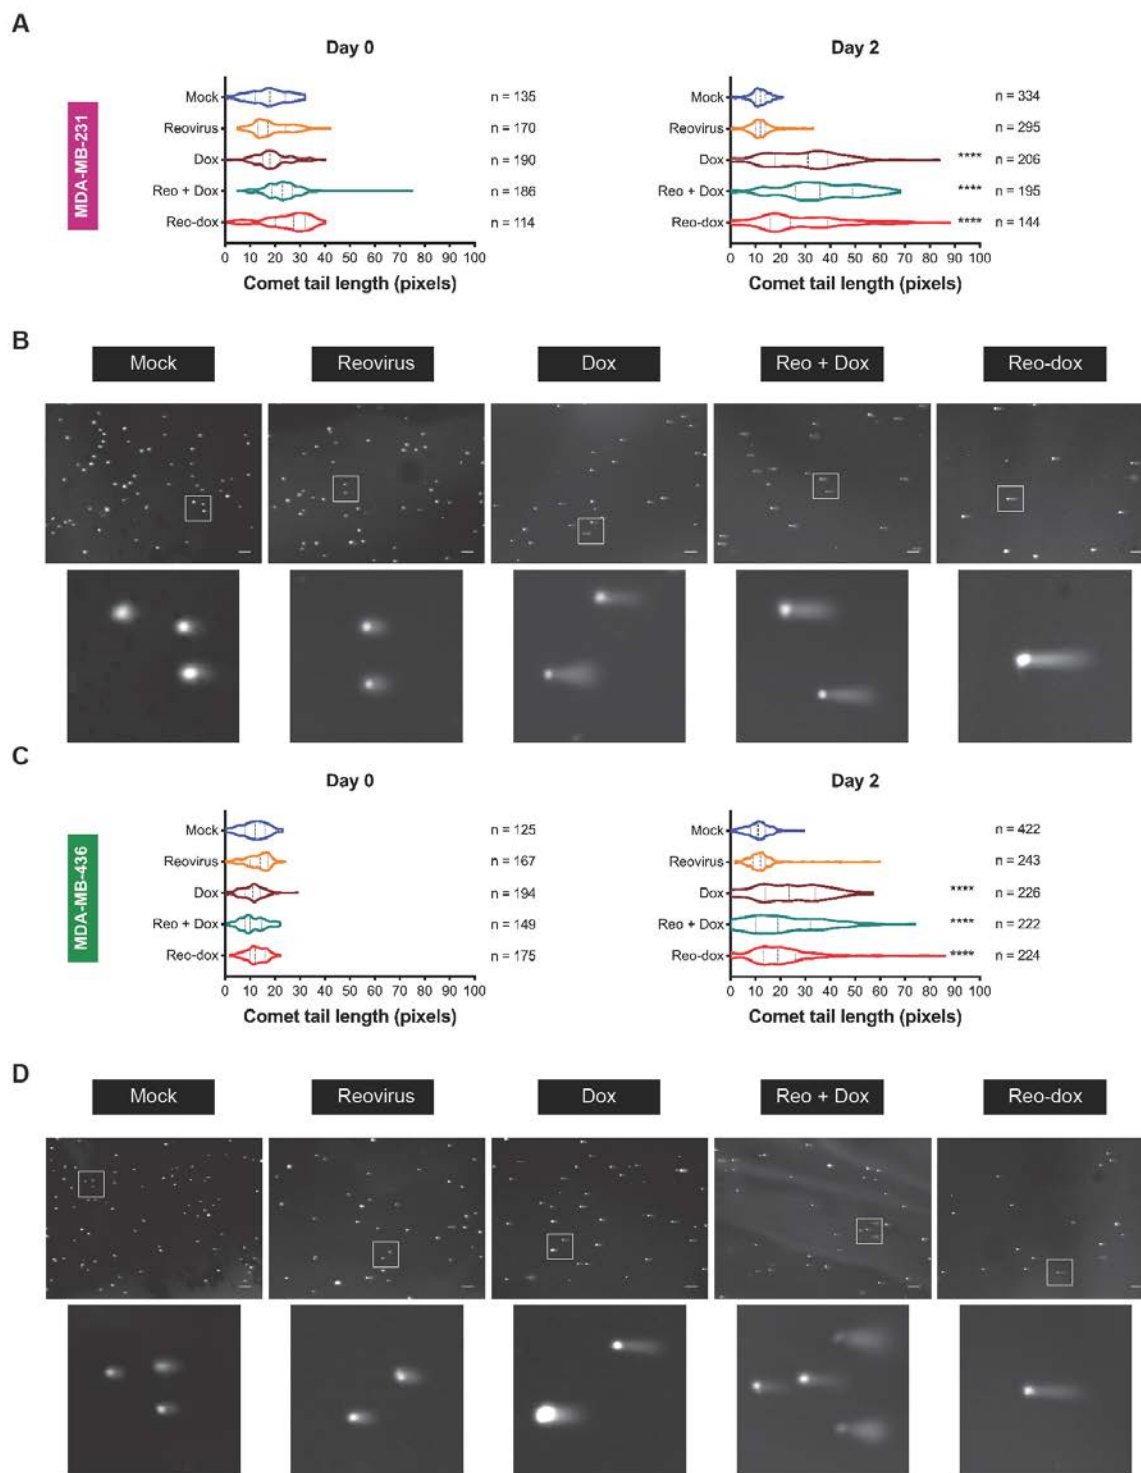 A
Day 0
Day 2
MDA-MB-231
Mock
n = 135
Reovirus
n = 170
Dox
n = 190
Reo + Dox
n = 186
Reo-dox
n = 114
0 10 20 30 40 50 60 70 80 90 100
Comet tail length (pixels)
Mock
n = 334
Reovirus
n = 295
Dox
**** n = 206
Reo + Dox
**** n = 195
Reo-dox
**** n = 144
0 10 20 30 40 50 60 70 80 90 100
Comet tail length (pixels)
B
Mock
Reovirus
Dox
Reo + Dox
Reo-dox
C
Day 0
Day 2
MDA-MB-436
Mock
n = 125
Reovirus
n = 167
Dox
n = 194
Reo + Dox
n = 149
Reo-dox
n = 175
0 10 20 30 40 50 60 70 80 90 100
Comet tail length (pixels)
Mock
n = 422
Reovirus
n = 243
Dox
**** n = 226
Reo + Dox
**** n = 222
Reo-dox
**** n = 224
0 10 20 30 40 50 60 70 80 90 100
Comet tail length (pixels)
D
Mock
Reovirus
Dox
Reo + Dox
Reo-dox